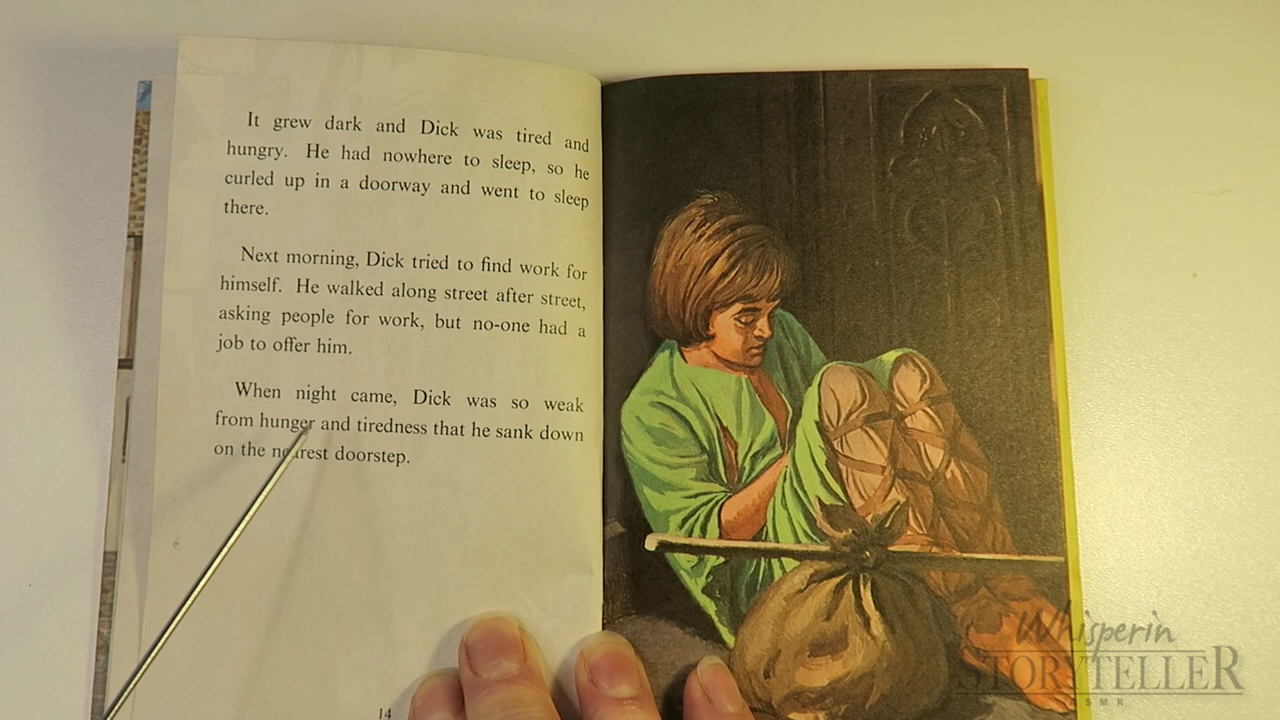 It grew dark and Dick was tired and
hungry. He had nowhere to sleep, so he
curled up in a doorway and went to sleep
there.
Next morning, Dick tried to find work for
himself. He walked along street after street,
asking people for work, but no-one had a
job to offer him.
When night came, Dick was so weak
from hunger and tiredness that he sank down
on the nearest doorstep.
14
Whisperin
STORYTELLER
ASMR